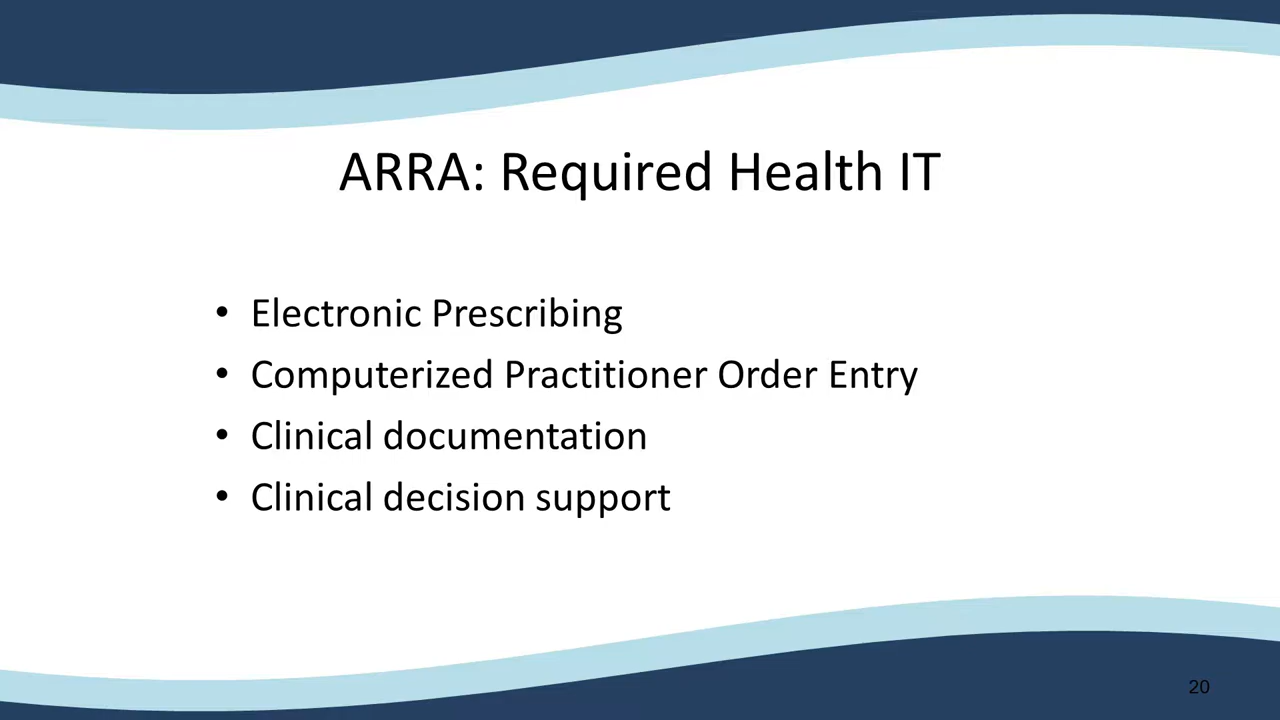 ARRA: Required Health IT
• Electronic Prescribing
• Computerized Practitioner Order Entry
• Clinical documentation
• Clinical decision support
20